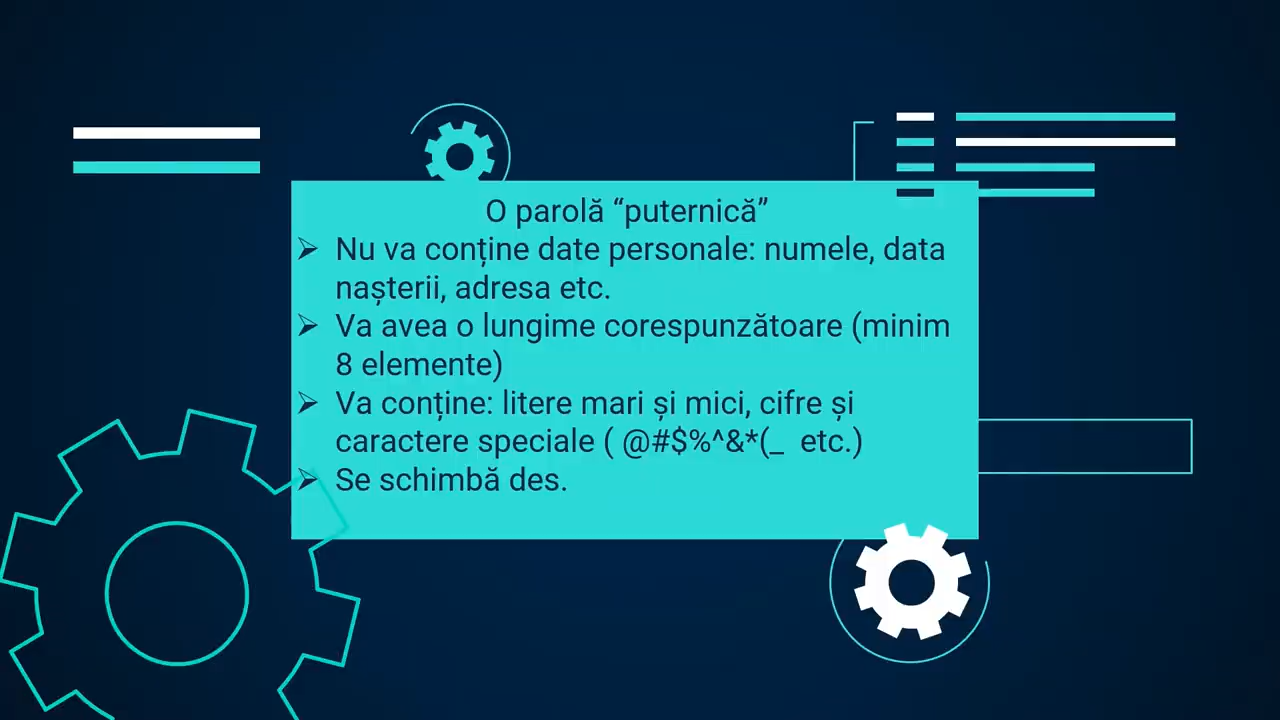 O parolă “puternică”
➢ Nu va conține date personale: numele, data
nașterii, adresa etc.
➢ Va avea o lungime corespunzătoare (minim
8 elemente)
➢ Va conține: litere mari și mici, cifre și
caractere speciale ( @#$%^&*(_  etc.)
➢ Se schimbă des.